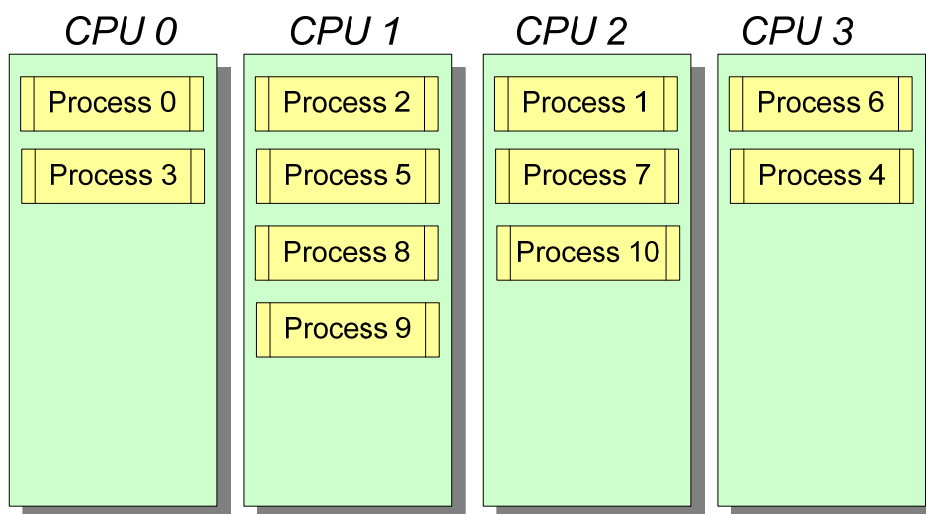 CPU 0
CPU 1
CPU 2
CPU 3
Process 0
Process 3
Process 2
Process 5
Process 8
Process 9
Process 1
Process 7
Process 10
Process 6
Process 4